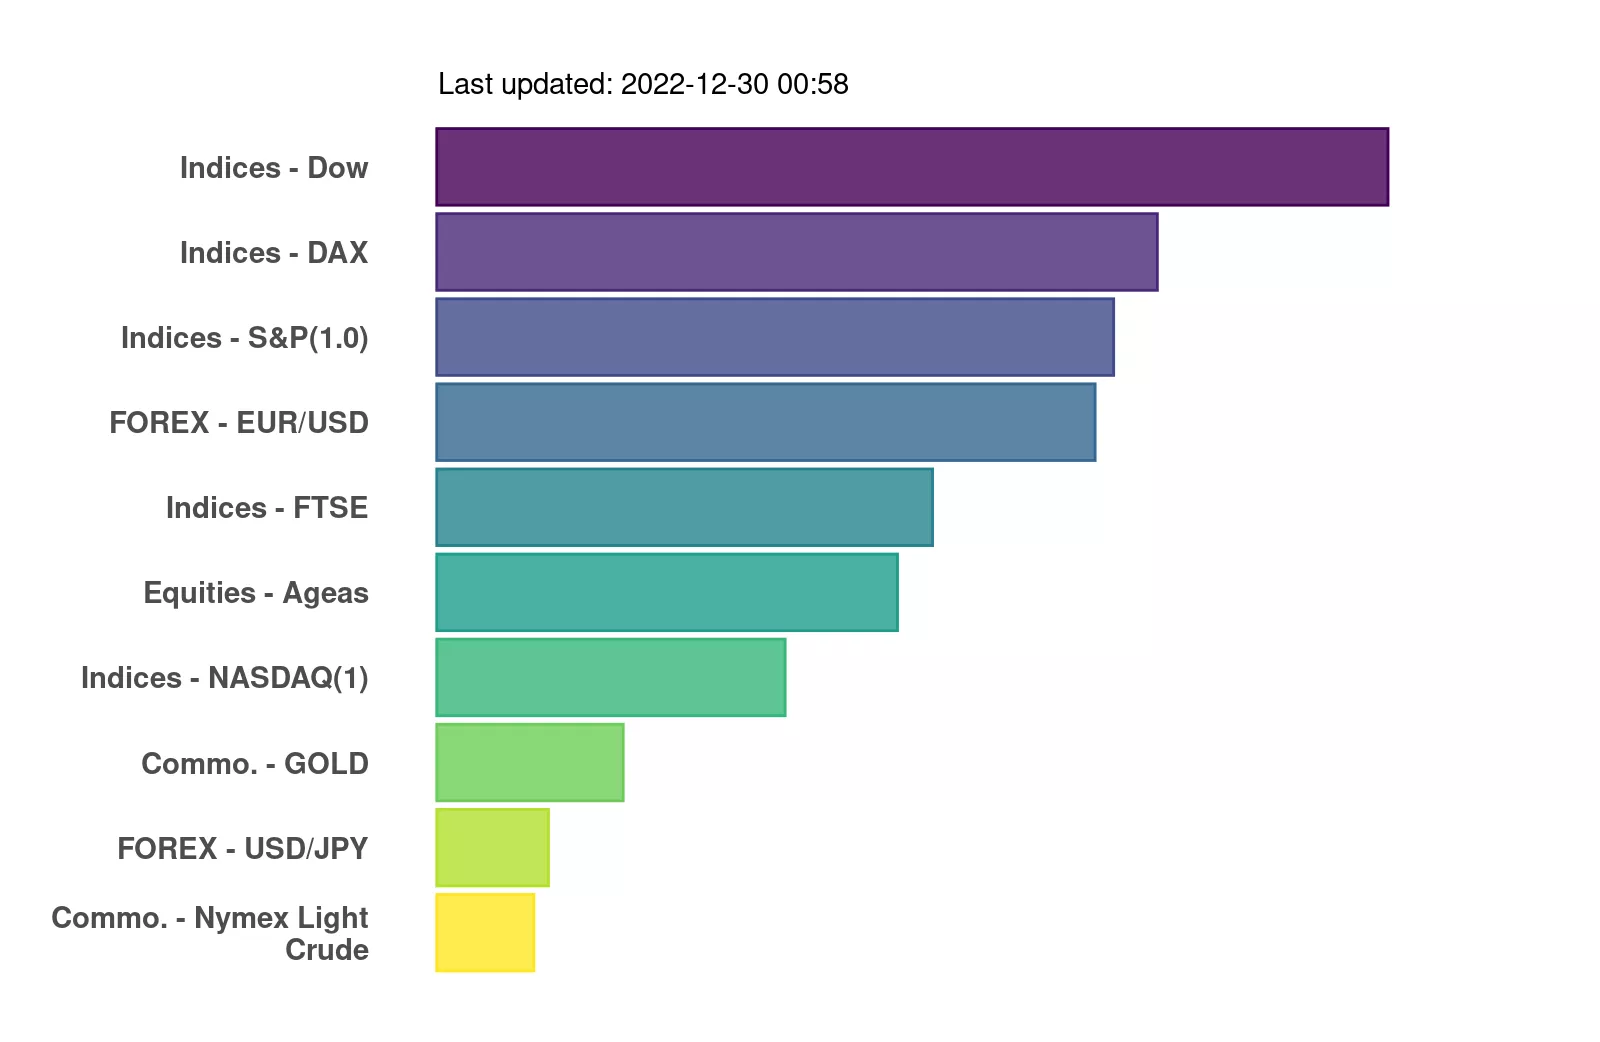 Last updated: 2022-12-30 00:58
Indices - Dow
Indices - DAX
Indices - S&P(1.0)
FOREX - EUR/USD
Indices - FTSE
Equities - Ageas
Indices - NASDAQ(1)
Commo. - GOLD
FOREX - USD/JPY
Commo. - Nymex Light
Crude